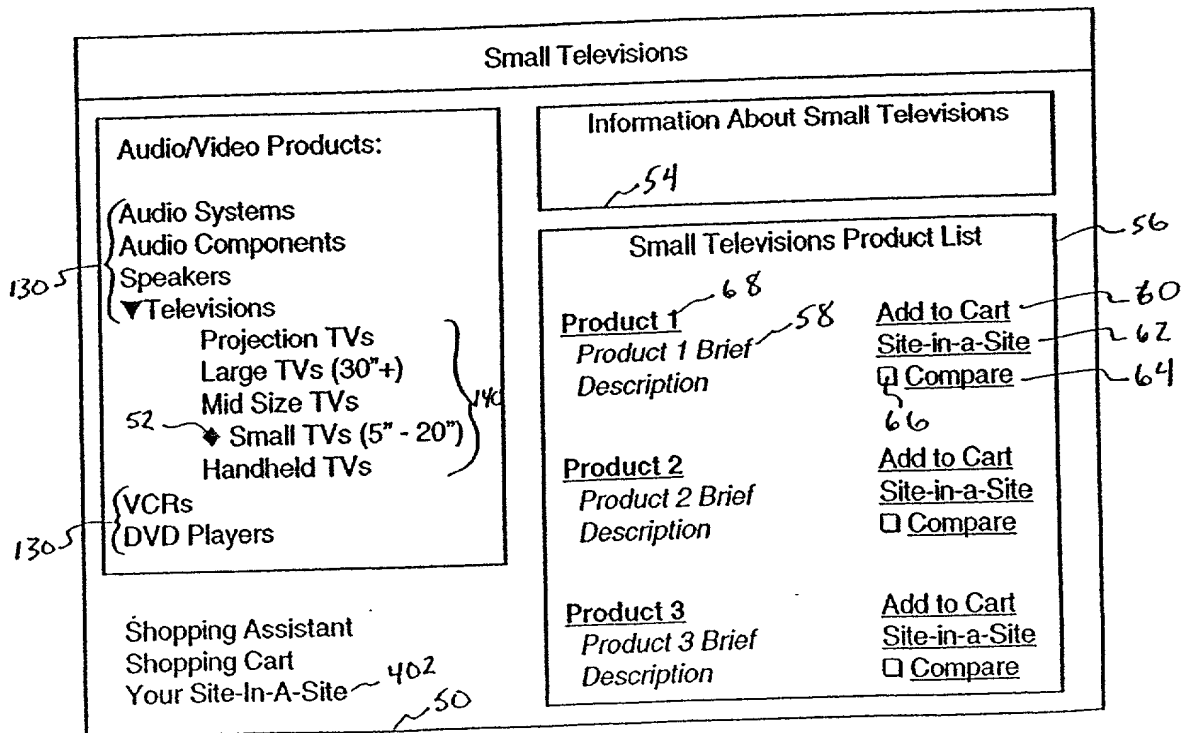 Small Televisions
Audio/Video Products:
130
Audio Systems
Audio Components
Speakers
▼Televisions
Projection TVs
Large TVs (30"+)
Mid Size TVs
52
◆ Small TVs (5" - 20")
Handheld TVs
140
130
VCRs
DVD Players
Shopping Assistant
Shopping Cart
Your Site-In-A-Site 402
50
Information About Small Televisions
54
Small Televisions Product List 56
Product 1 68 Add to Cart 60
Product 1 Brief 58 Site-in-a-Site 62
Description ☐ Compare 64
66
Product 2 Add to Cart
Product 2 Brief Site-in-a-Site
Description ☐ Compare
Product 3 Add to Cart
Product 3 Brief Site-in-a-Site
Description ☐ Compare